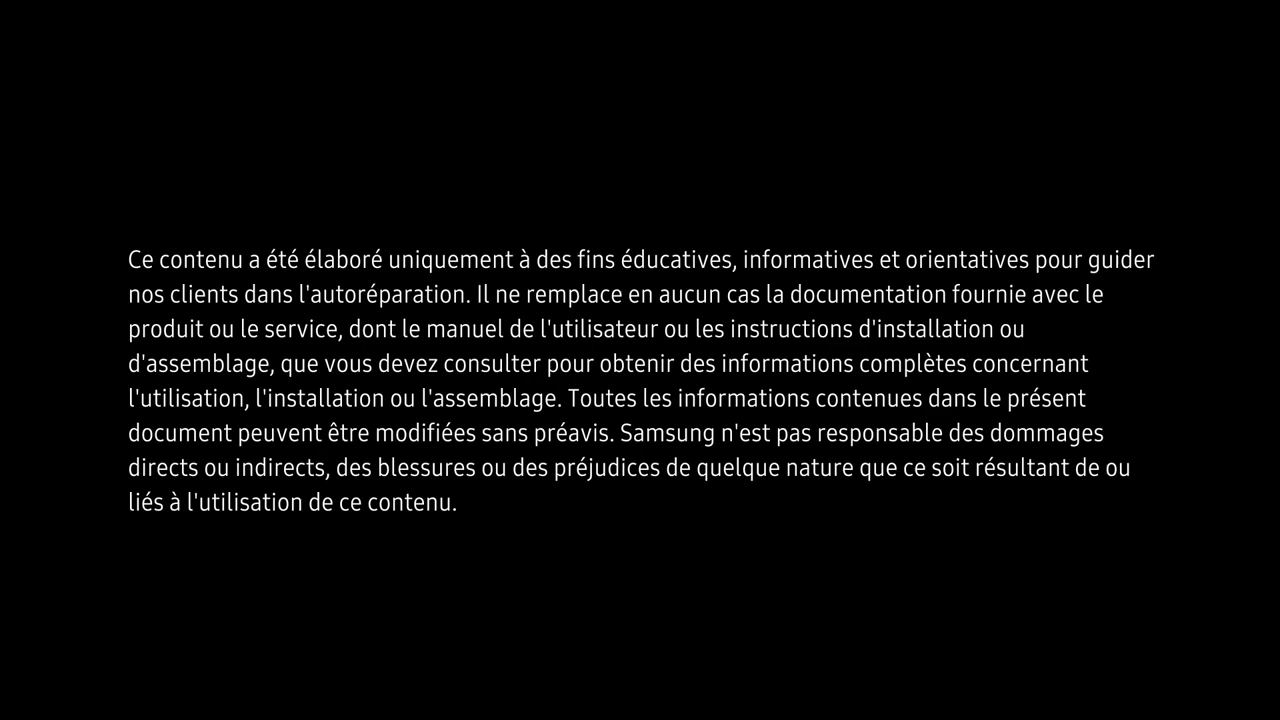 Ce contenu a été élaboré uniquement à des fins éducatives, informatives et orientatives pour guider
nos clients dans l'autoréparation. Il ne remplace en aucun cas la documentation fournie avec le
produit ou le service, dont le manuel de l'utilisateur ou les instructions d'installation ou
d'assemblage, que vous devez consulter pour obtenir des informations complètes concernant
l'utilisation, l'installation ou l'assemblage. Toutes les informations contenues dans le présent
document peuvent être modifiées sans préavis. Samsung n'est pas responsable des dommages
directs ou indirects, des blessures ou des préjudices de quelque nature que ce soit résultant de ou
liés à l'utilisation de ce contenu.